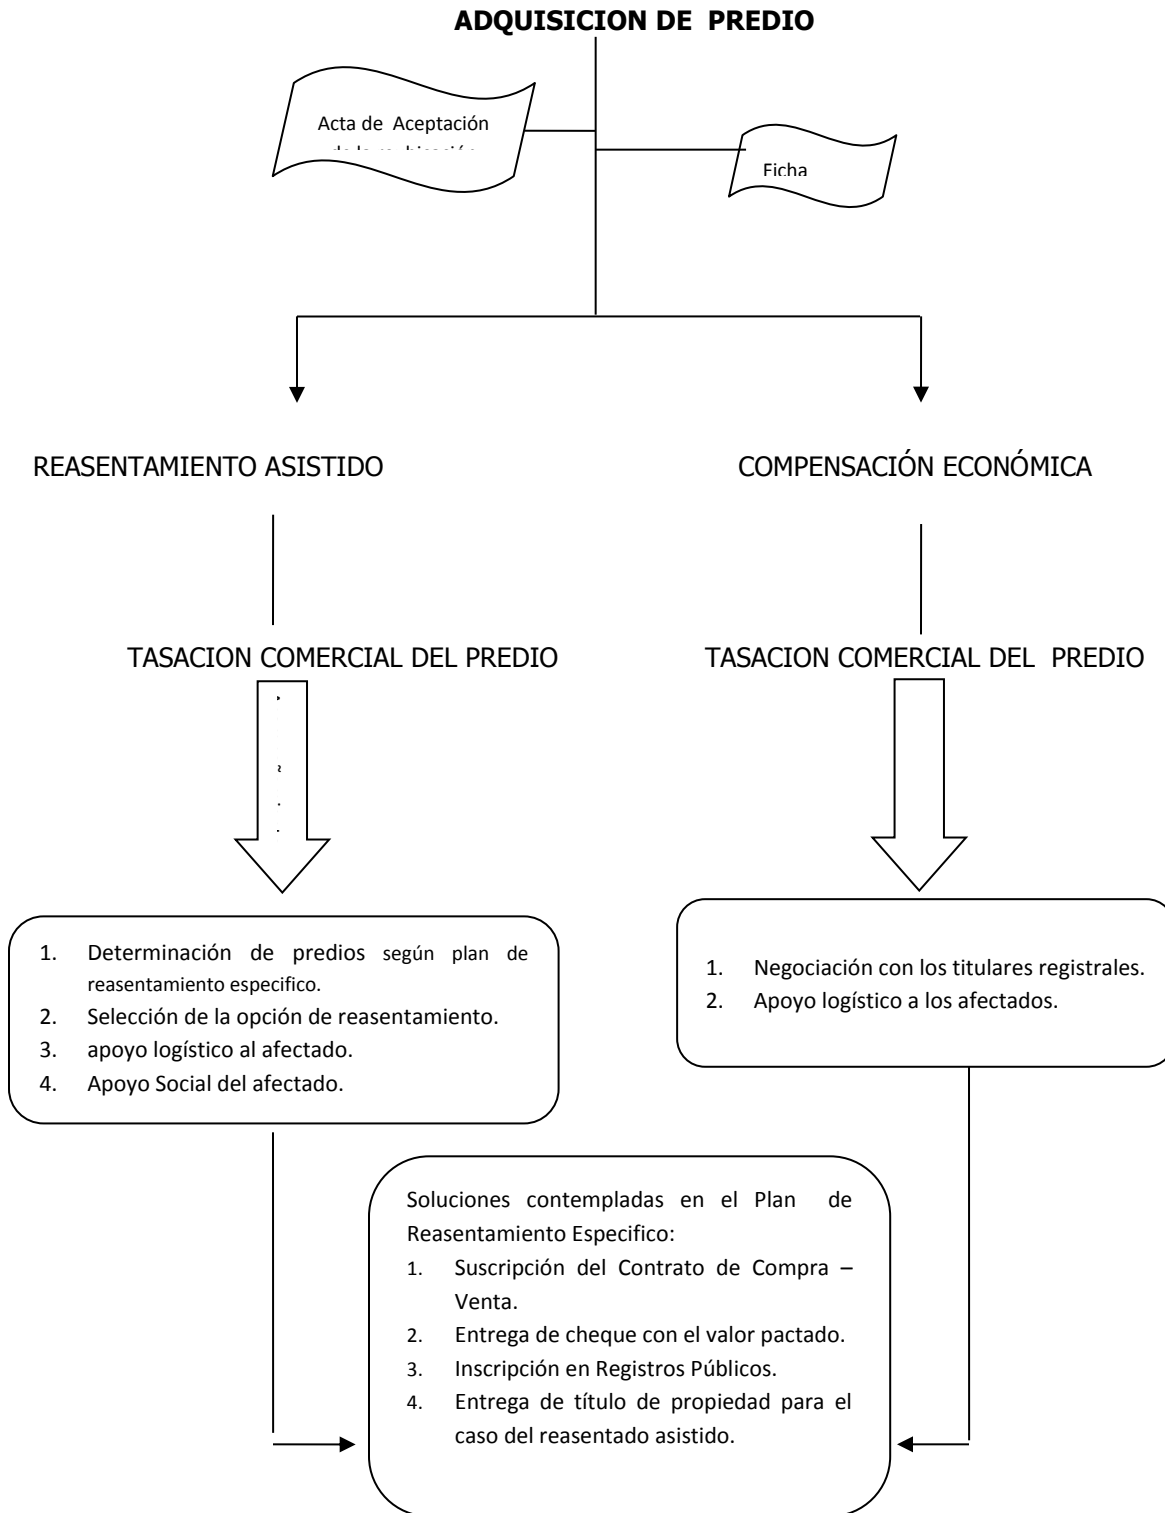 ADQUISICION DE PREDIO
Acta de Aceptación
Ficha
REASENTAMIENTO ASISTIDO
COMPENSACIÓN ECONÓMICA
TASACION COMERCIAL DEL PREDIO
TASACION COMERCIAL DEL PREDIO
1. Determinación de predios según plan de
reasentamiento especifico.
2. Selección de la opción de reasentamiento.
3. apoyo logístico al afectado.
4. Apoyo Social del afectado.
1. Negociación con los titulares registrales.
2. Apoyo logístico a los afectados.
Soluciones contempladas en el Plan de
Reasentamiento Especifico:
1. Suscripción del Contrato de Compra –
Venta.
2. Entrega de cheque con el valor pactado.
3. Inscripción en Registros Públicos.
4. Entrega de título de propiedad para el
caso del reasentado asistido.